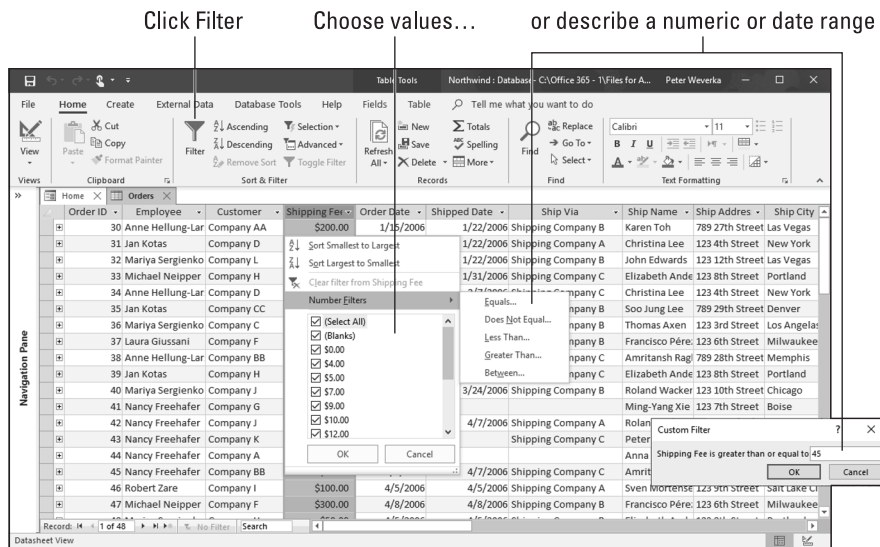 Click Filter Choose values... or describe a numeric or date range
Table Tools Northwind : Database- C:\Office 365 - 1\Files for A... Peter Weverka
File Home Create External Data Database Tools Help Fields Table Tell me what you want to do
View Paste Cut Copy Format Painter Filter Ascending Descending Remove Sort Selection Advanced Toggle Filter Refresh All New Save Delete Totals Spelling More Find Replace Go To Select Calibri 11 B I U A
Views Clipboard Sort & Filter Records Find Text Formatting
Home Orders
Order ID Employee Customer Shipping Fee Order Date Shipped Date Ship Via Ship Name Ship Addres Ship City
30 Anne Hellung-Lar Company AA $200.00 1/15/2006 1/22/2006 Shipping Company B Karen Toh 789 27th Street Las Vegas
31 Jan Kotas Company D 1/22/2006 Shipping Company A Christina Lee 123 4th Street New York
32 Mariya Sergienko Company L 1/22/2006 Shipping Company B John Edwards 123 12th Street Las Vegas
33 Michael Neipper Company H 1/31/2006 Shipping Company C Elizabeth Ande 123 8th Street Portland
34 Anne Hellung-Lar Company D Christina Lee 123 4th Street New York
35 Jan Kotas Company CC Soo Jung Lee 789 29th Street Denver
36 Mariya Sergienko Company C Thomas Axen 123 3rd Street Los Angelas
37 Laura Giussani Company F Francisco Pére 123 6th Street Milwaukee
38 Anne Hellung-Lar Company BB Amritansh Ragl 789 28th Street Memphis
39 Jan Kotas Company H Elizabeth Ande 123 8th Street Portland
40 Mariya Sergienko Company J 3/24/2006 Shipping Company B Roland Wacker 123 10th Street Chicago
41 Nancy Freehafer Company G Ming-Yang Xie 123 7th Street Boise
42 Nancy Freehafer Company J 4/7/2006 Shipping Company A
43 Nancy Freehafer Company K Shipping Company C Peter
44 Nancy Freehafer Company A Anna
45 Nancy Freehafer Company BB 4/7/2006 Shipping Company C Amrit
46 Robert Zare Company I $100.00 4/5/2006 4/5/2006 Shipping Company A Sven Mortense 123 9th Street Salt Lake
47 Michael Neipper Company F $300.00 4/8/2006 4/8/2006 Shipping Company B Francisco Pére 123 6th Street Milwaukee
Sort Smallest to Largest
Sort Largest to Smallest
Clear filter from Shipping Fee
Number Filters
(Select All)
(Blanks)
$0.00
$4.00
$5.00
$7.00
$9.00
$10.00
$12.00
OK Cancel
Equals...
Does Not Equal...
Less Than...
Greater Than...
Between...
Custom Filter ? X
Shipping Fee is greater than or equal to 45
OK Cancel
Navigation Pane
Record: 1 of 48 No Filter Search
Datasheet View